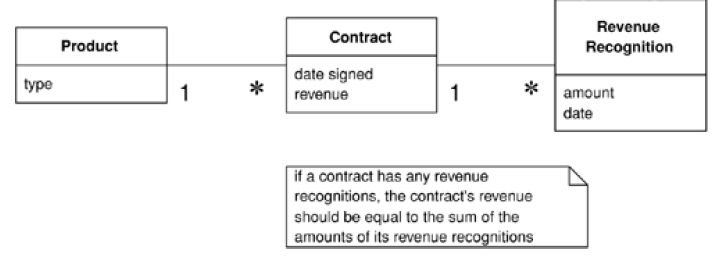 Product
type
1
*
Contract
date signed
revenue
1
*
Revenue
Recognition
amount
date
if a contract has any revenue
recognitions, the contract's revenue
should be equal to the sum of the
amounts of its revenue recognitions